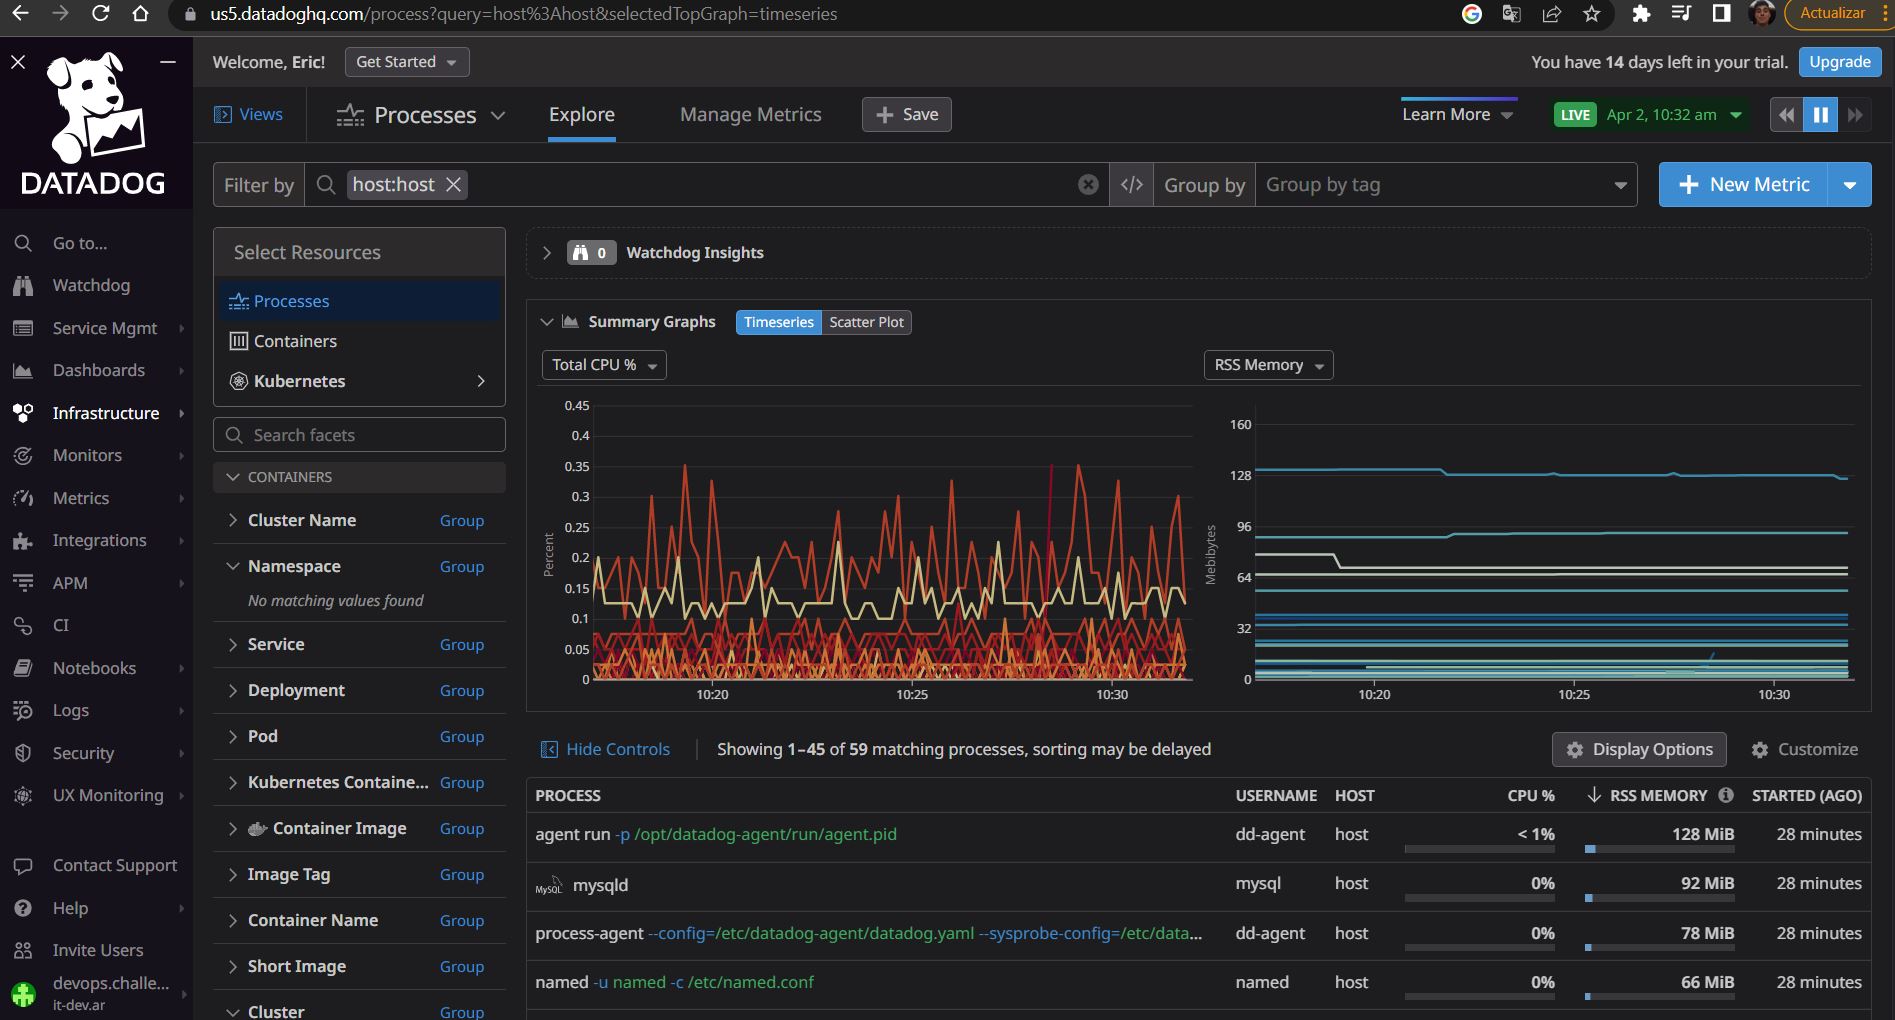 us5.datadoghq.com/process?query=host%3Ahost&selectedTopGraph=timeseries
Actualizar
DATADOG
Welcome, Eric!
Get Started
You have 14 days left in your trial.
Upgrade
Views
Processes
Explore
Manage Metrics
Save
Learn More
LIVE
Apr 2, 10:32 am
Filter by
host:host
</>
Group by
Group by tag
New Metric
Go to...
Watchdog
Service Mgmt
Dashboards
Infrastructure
Monitors
Metrics
Integrations
APM
CI
Notebooks
Logs
Security
UX Monitoring
Contact Support
Help
Invite Users
devops.challe...
it-dev.ar
Select Resources
Processes
Containers
Kubernetes
Search facets
CONTAINERS
Cluster Name Group
Namespace Group
No matching values found
Service Group
Deployment Group
Pod Group
Kubernetes Containe... Group
Container Image Group
Image Tag Group
Container Name Group
Short Image Group
Cluster Group
0 Watchdog Insights
Summary Graphs
Timeseries
Scatter Plot
Total CPU %
Percent
0.45
0.4
0.35
0.3
0.25
0.2
0.15
0.1
0.05
0
10:20 10:25 10:30
RSS Memory
Mebibytes
160
128
96
64
32
0
10:20 10:25 10:30
Hide Controls
Showing 1–45 of 59 matching processes, sorting may be delayed
Display Options
Customize
PROCESS USERNAME HOST CPU % RSS MEMORY STARTED (AGO)
agent run -p /opt/datadog-agent/run/agent.pid dd-agent host < 1% 128 MiB 28 minutes
MySQL mysqld mysql host 0% 92 MiB 28 minutes
process-agent --config=/etc/datadog-agent/datadog.yaml --sysprobe-config=/etc/data... dd-agent host 0% 78 MiB 28 minutes
named -u named -c /etc/named.conf named host 0% 66 MiB 28 minutes